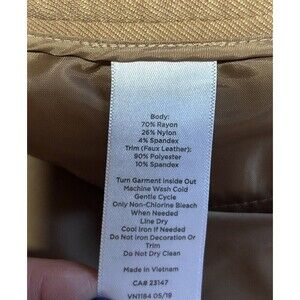 Body:
70% Rayon
26% Nylon
4% Spandex
Trim (Faux Leather):
90% Polyester
10% Spandex
Turn Garment Inside Out
Machine Wash Cold
Gentle Cycle
Only Non-Chlorine Bleach
When Needed
Line Dry
Cool Iron If Needed
Do Not Iron Decoration Or
Trim
Do Not Dry Clean
Made in Vietnam
CA# 23147
VN1184 05/19